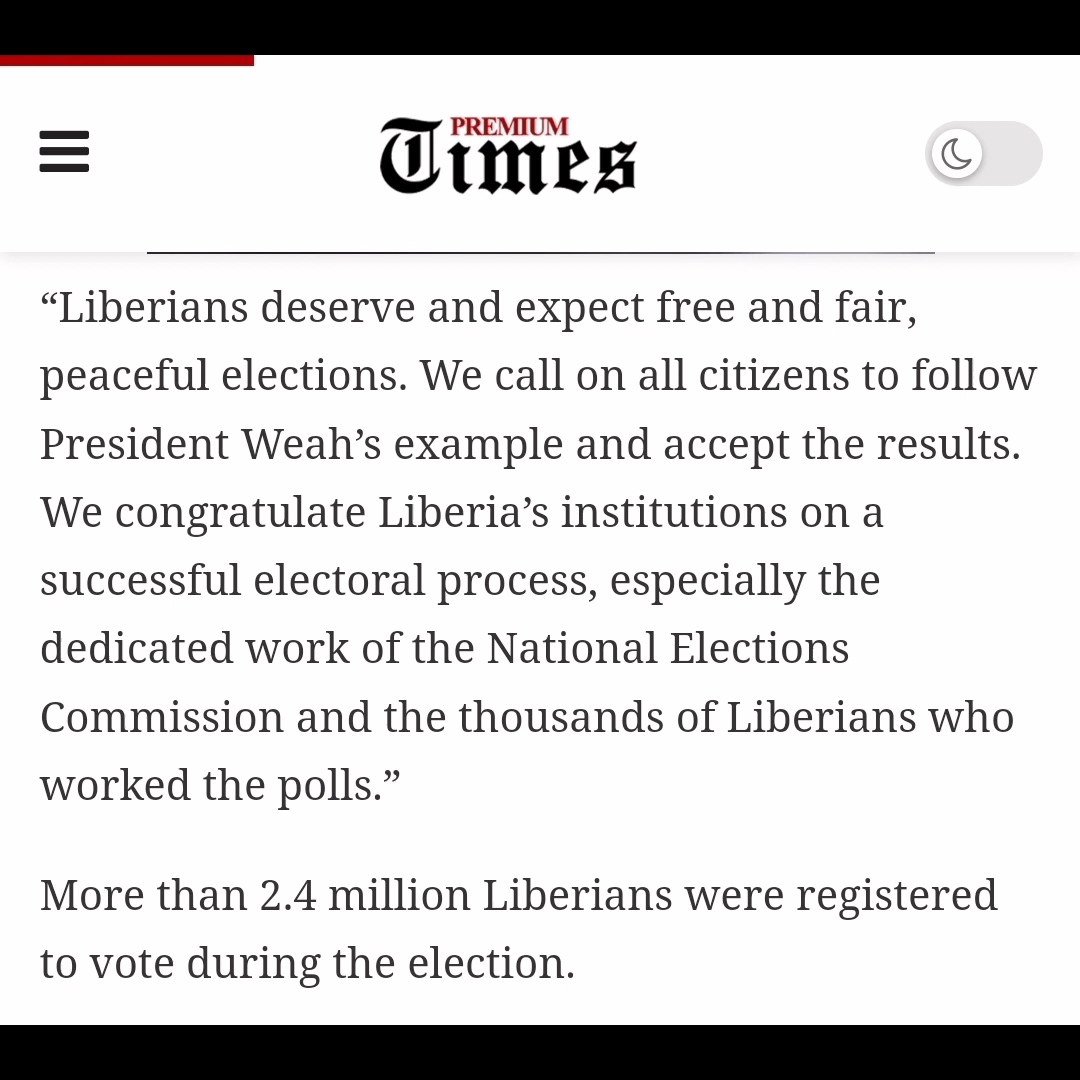 PREMIUM
Times
“Liberians deserve and expect free and fair,
peaceful elections. We call on all citizens to follow
President Weah’s example and accept the results.
We congratulate Liberia’s institutions on a
successful electoral process, especially the
dedicated work of the National Elections
Commission and the thousands of Liberians who
worked the polls.”
More than 2.4 million Liberians were registered
to vote during the election.